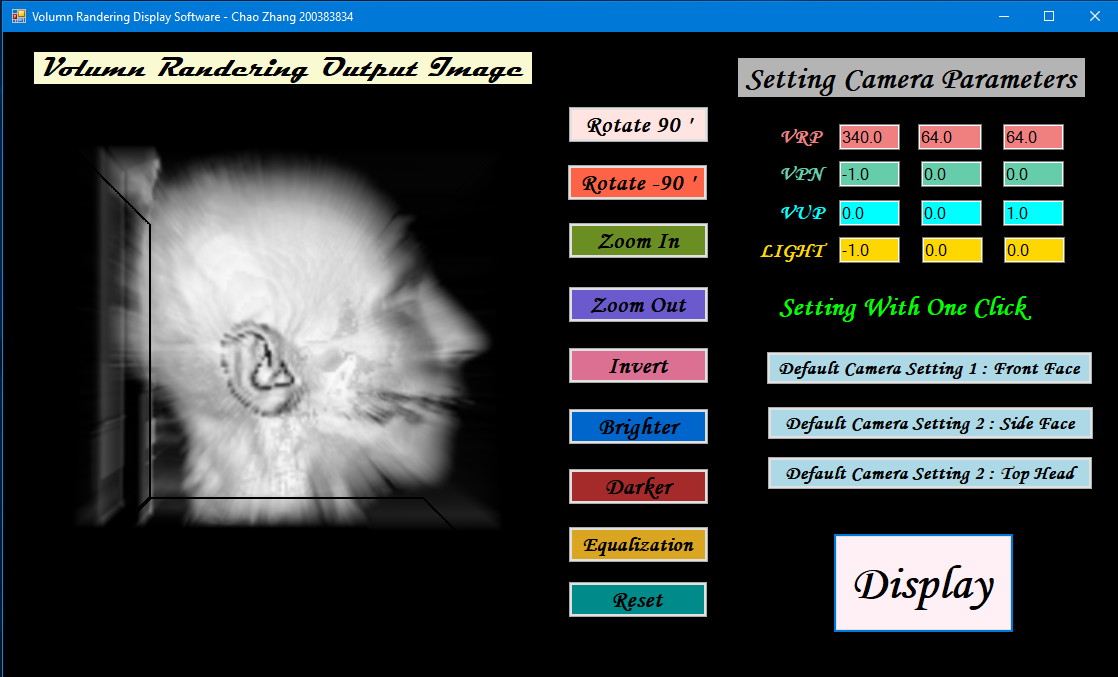 Volumn Randering Display Software - Chao Zhang 200383834
Volumn Randering Output Image
Rotate 90 '
Rotate -90 '
Zoom In
Zoom Out
Invert
Brighter
Darker
Equalization
Reset
Setting Camera Parameters
VRP 340.0 64.0 64.0
VPN -1.0 0.0 0.0
VUP 0.0 0.0 1.0
LIGHT -1.0 0.0 0.0
Setting With One Click
Default Camera Setting 1 : Front Face
Default Camera Setting 2 : Side Face
Default Camera Setting 2 : Top Head
Display